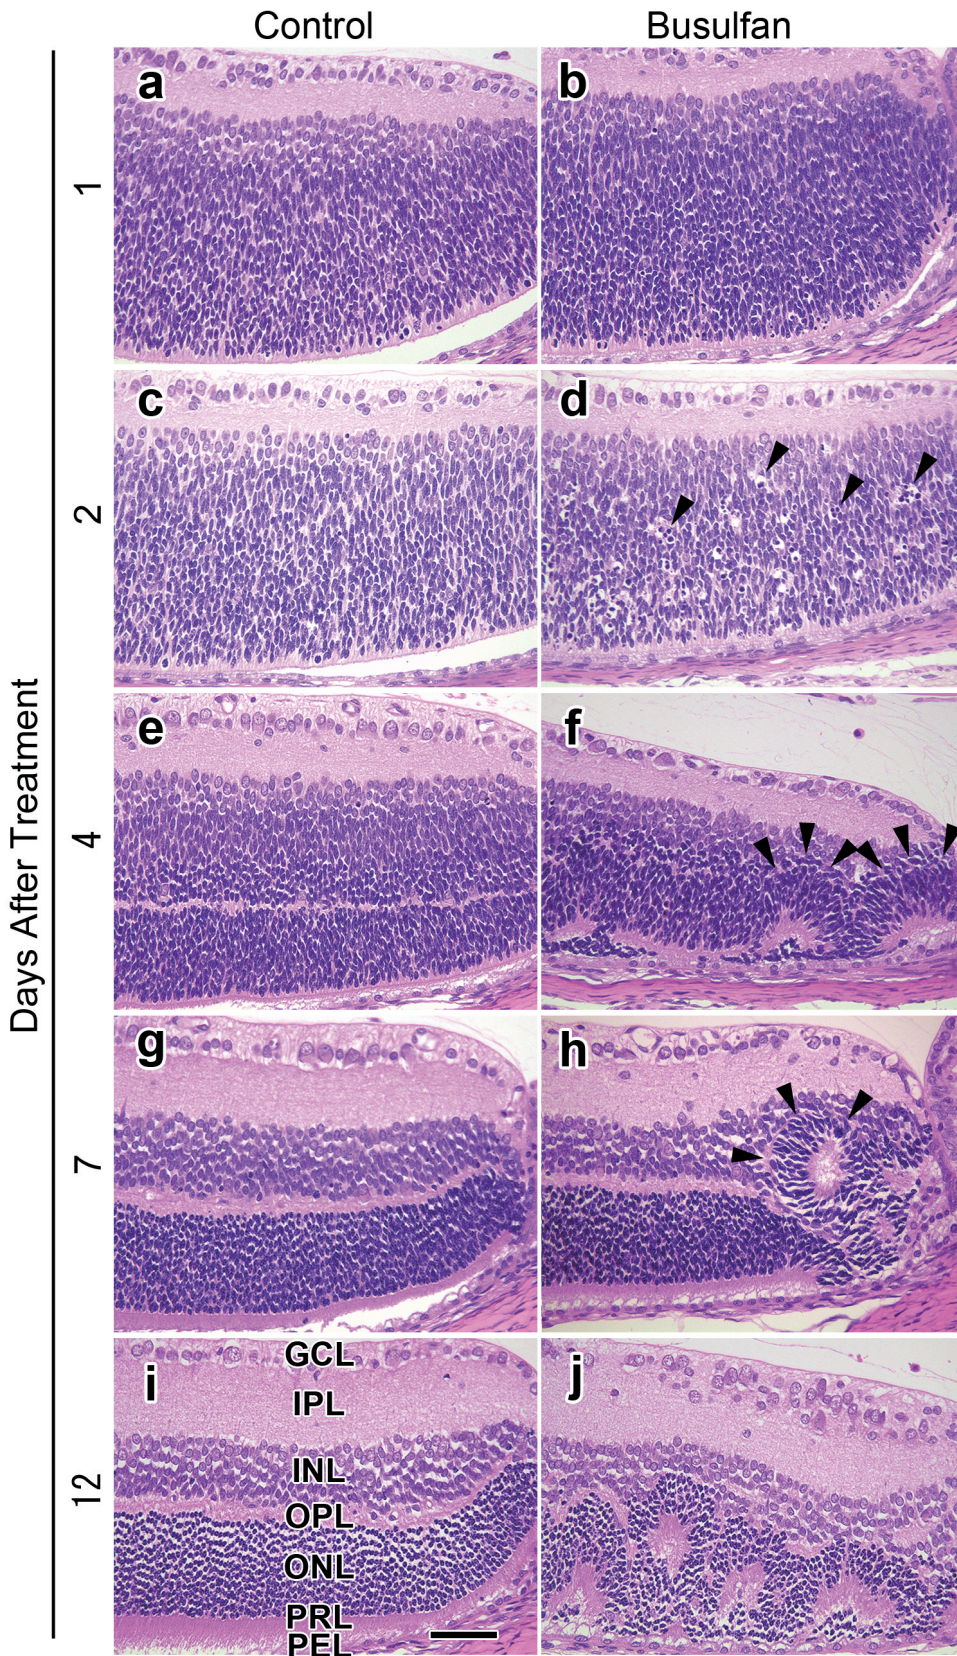 Control
Busulfan
Days After Treatment
1
a
b
2
c
d
4
e
f
7
g
h
12
i
j
GCL
IPL
INL
OPL
ONL
PRL
PEL